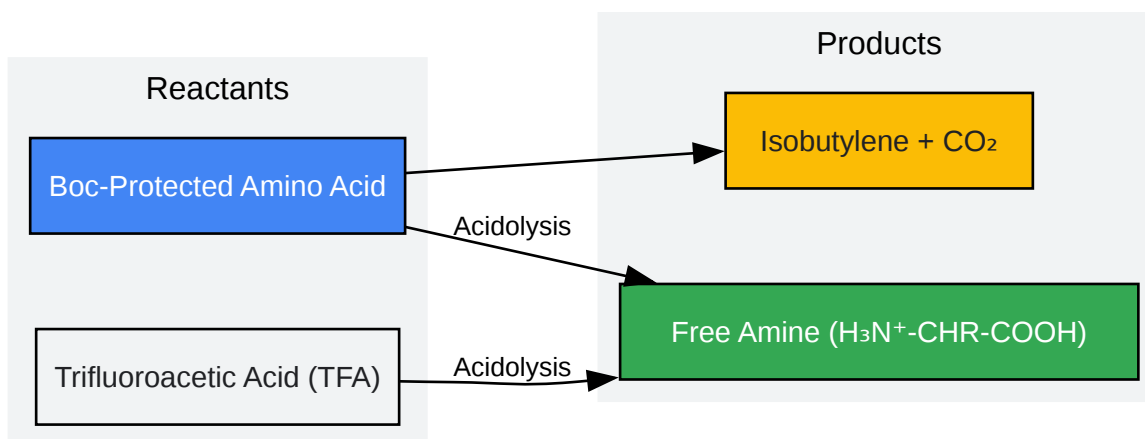 Reactants
Products
Boc-Protected Amino Acid
Isobutylene + CO₂
Acidolysis
Free Amine (H₃N⁺-CHR-COOH)
Trifluoroacetic Acid (TFA)
Acidolysis